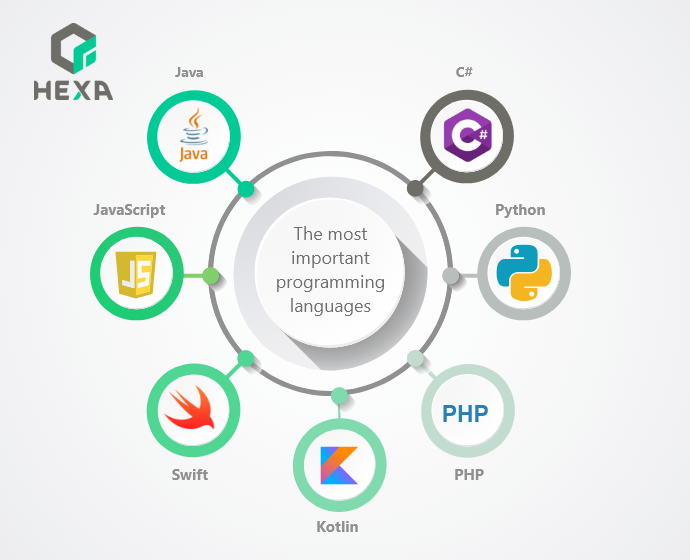 HEXA
Java
Java
C#
C#
JavaScript
JS
Python
The most
important
programming
languages
Swift
PHP
PHP
Kotlin